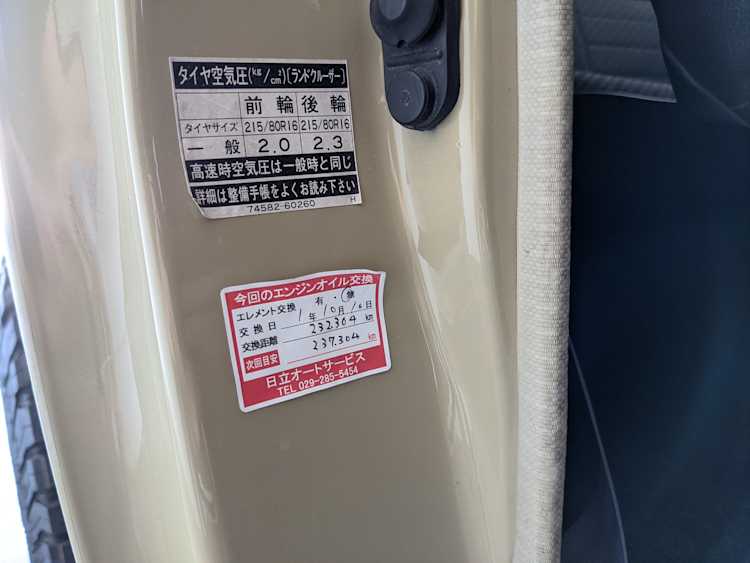 タイヤ空気圧(kg/cm²)〔ランドクルーザー〕
前輪 後輪
タイヤサイズ 215/80R16 215/80R16
一般 2.0 2.3
高速時空気圧は一般時と同じ
詳細は整備手帳をよくお読み下さい
74582-60260 H
今回のエンジンオイル交換
エレメント交換 有・無
交換日 1年10月16日
交換距離 232.304 km
次回目安 237.304 km
日立オートサービス
TEL 029-285-5454